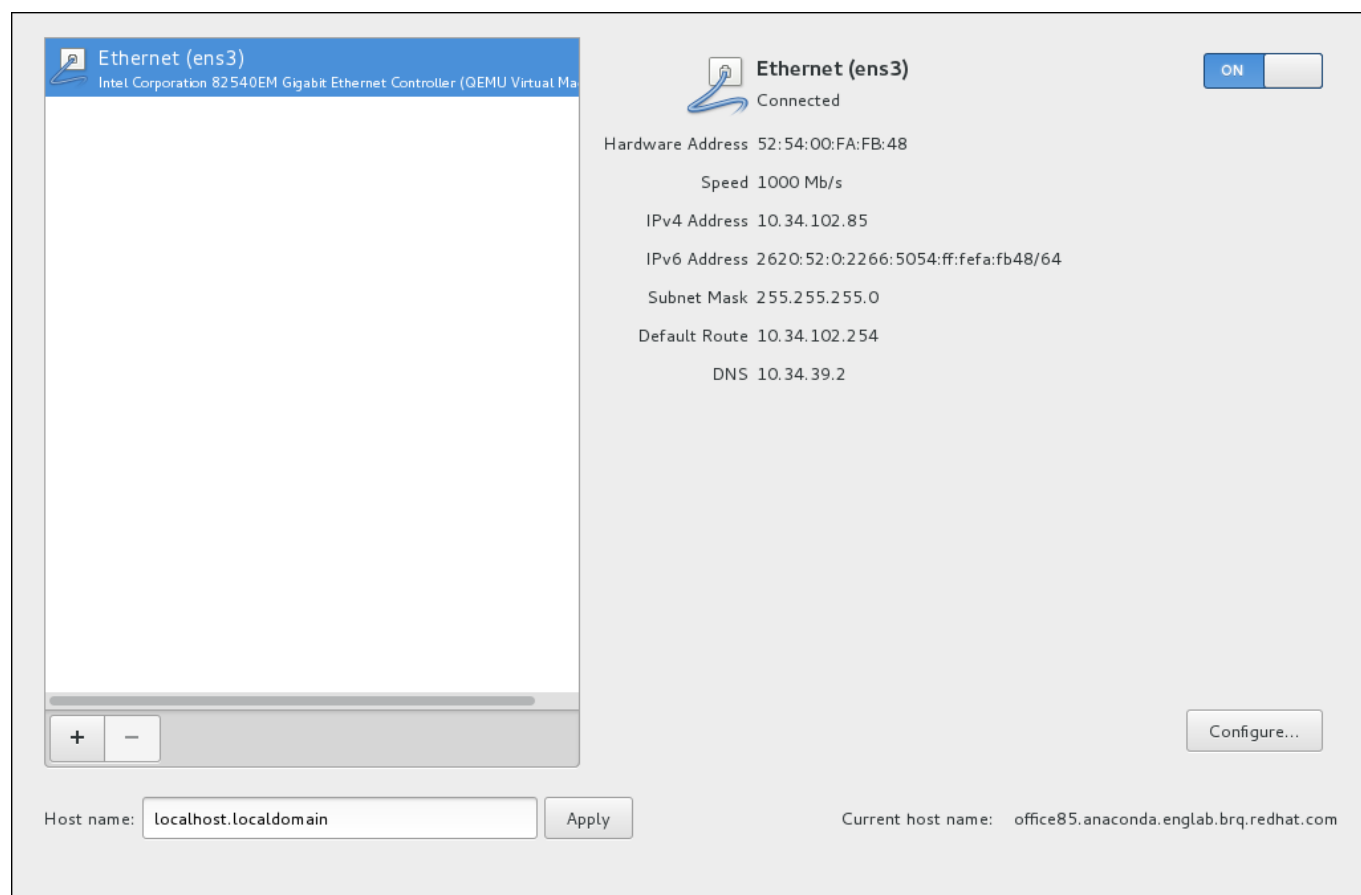 Ethernet (ens3)
Intel Corporation 82540EM Gigabit Ethernet Controller (QEMU Virtual Ma
+ −
Ethernet (ens3)
Connected
ON
Hardware Address 52:54:00:FA:FB:48
Speed 1000 Mb/s
IPv4 Address 10.34.102.85
IPv6 Address 2620:52:0:2266:5054:ff:fefa:fb48/64
Subnet Mask 255.255.255.0
Default Route 10.34.102.254
DNS 10.34.39.2
Configure...
Host name: localhost.localdomain Apply Current host name: office85.anaconda.englab.brq.redhat.com